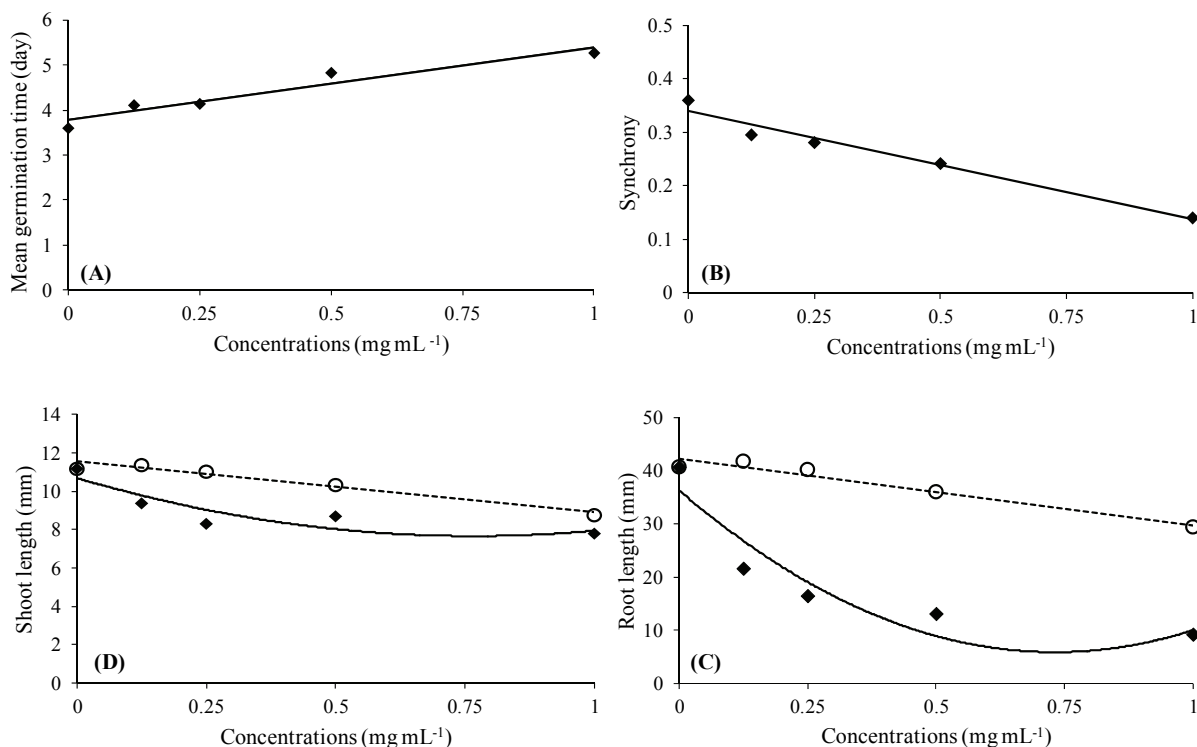 6
5
4
3
2
1
0
Mean germination time (day)
(A)
0 0.25 0.5 0.75 1
Concentrations (mg mL⁻¹)
0.5
0.4
0.3
0.2
0.1
0
Synchrony
(B)
0 0.25 0.5 0.75 1
Concentrations (mg mL⁻¹)
14
12
10
8
6
4
2
0
Shoot length (mm)
(D)
0 0.25 0.5 0.75 1
Concentrations (mg mL⁻¹)
50
40
30
20
10
0
Root length (mm)
(C)
0 0.25 0.5 0.75 1
Concentrations (mg mL⁻¹)